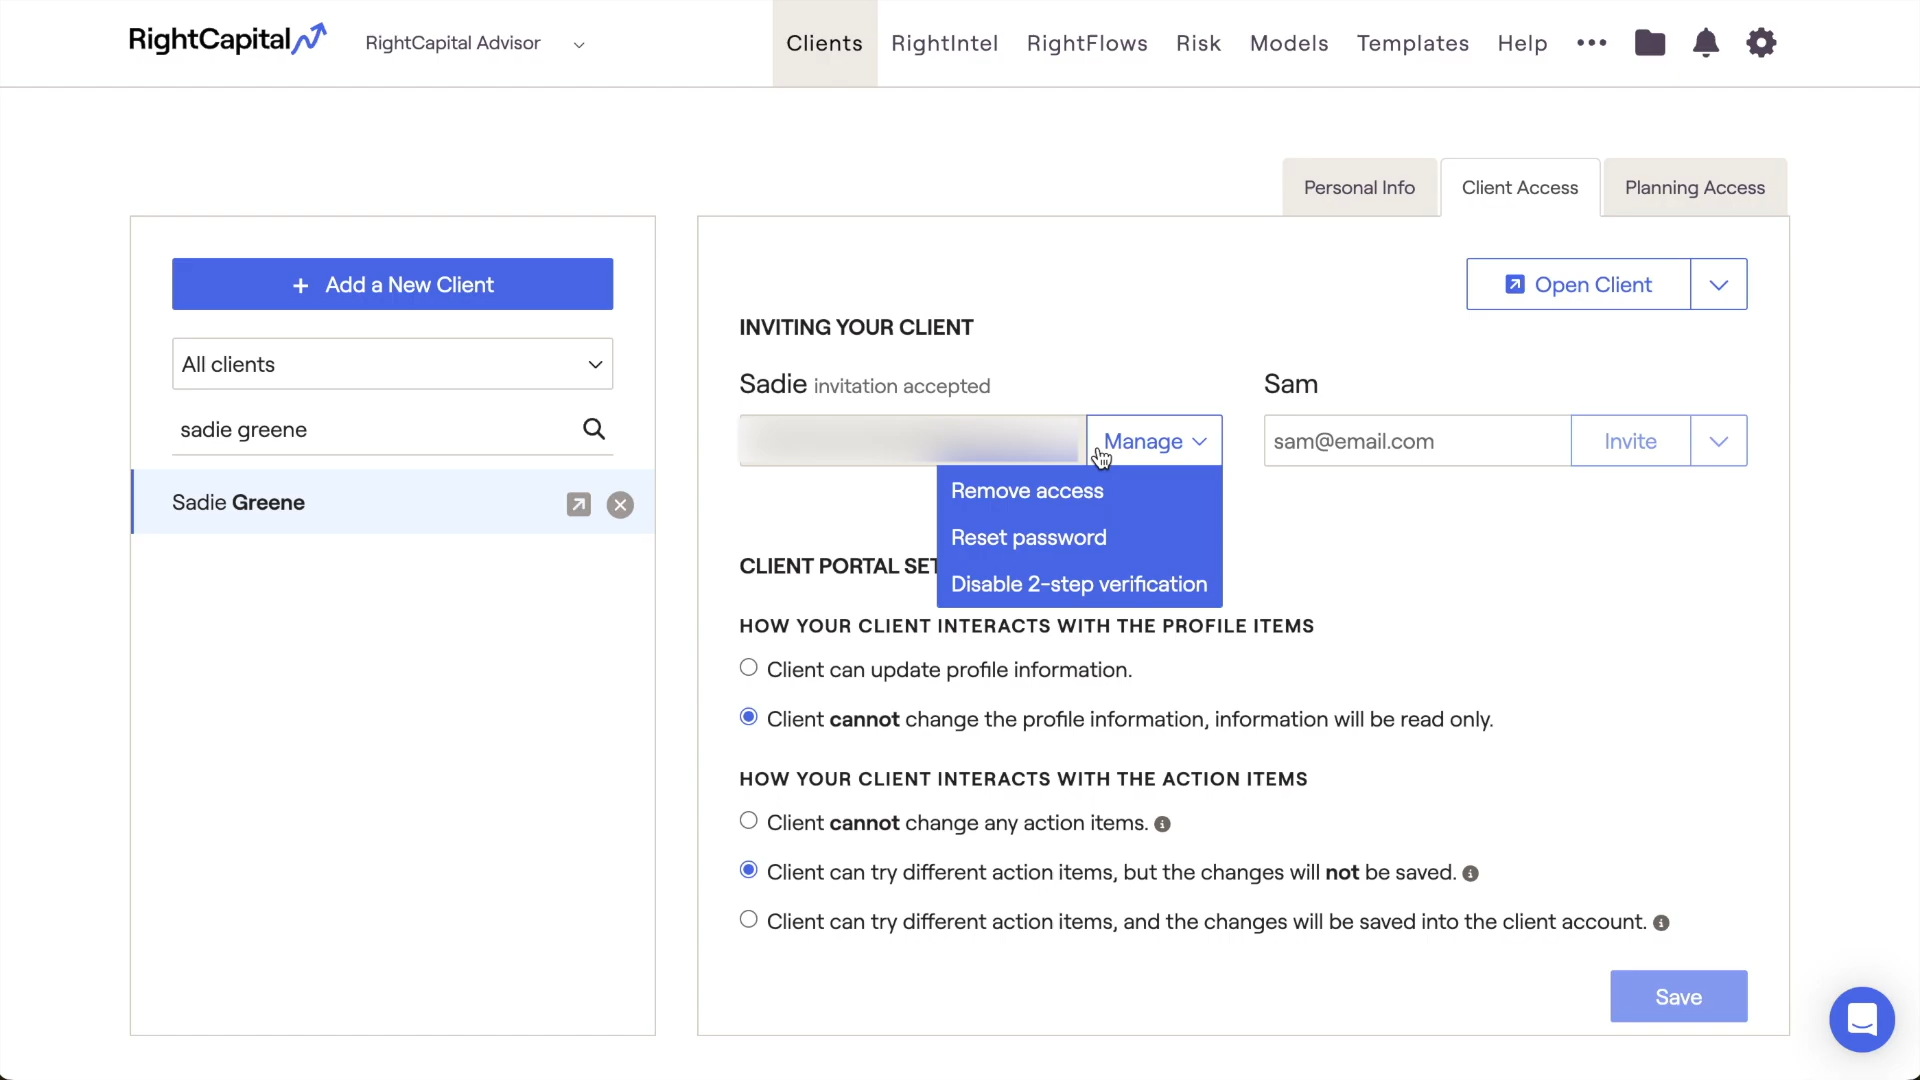 RightCapital
RightCapital Advisor
Clients
RightIntel
RightFlows
Risk
Models
Templates
Help
Personal Info
Client Access
Planning Access
+ Add a New Client
All clients
sadie greene
Sadie Greene
Open Client
INVITING YOUR CLIENT
Sadie invitation accepted
Manage
Remove access
Reset password
Disable 2-step verification
Sam
sam@email.com
Invite
CLIENT PORTAL SET
HOW YOUR CLIENT INTERACTS WITH THE PROFILE ITEMS
Client can update profile information.
Client cannot change the profile information, information will be read only.
HOW YOUR CLIENT INTERACTS WITH THE ACTION ITEMS
Client cannot change any action items.
Client can try different action items, but the changes will not be saved.
Client can try different action items, and the changes will be saved into the client account.
Save